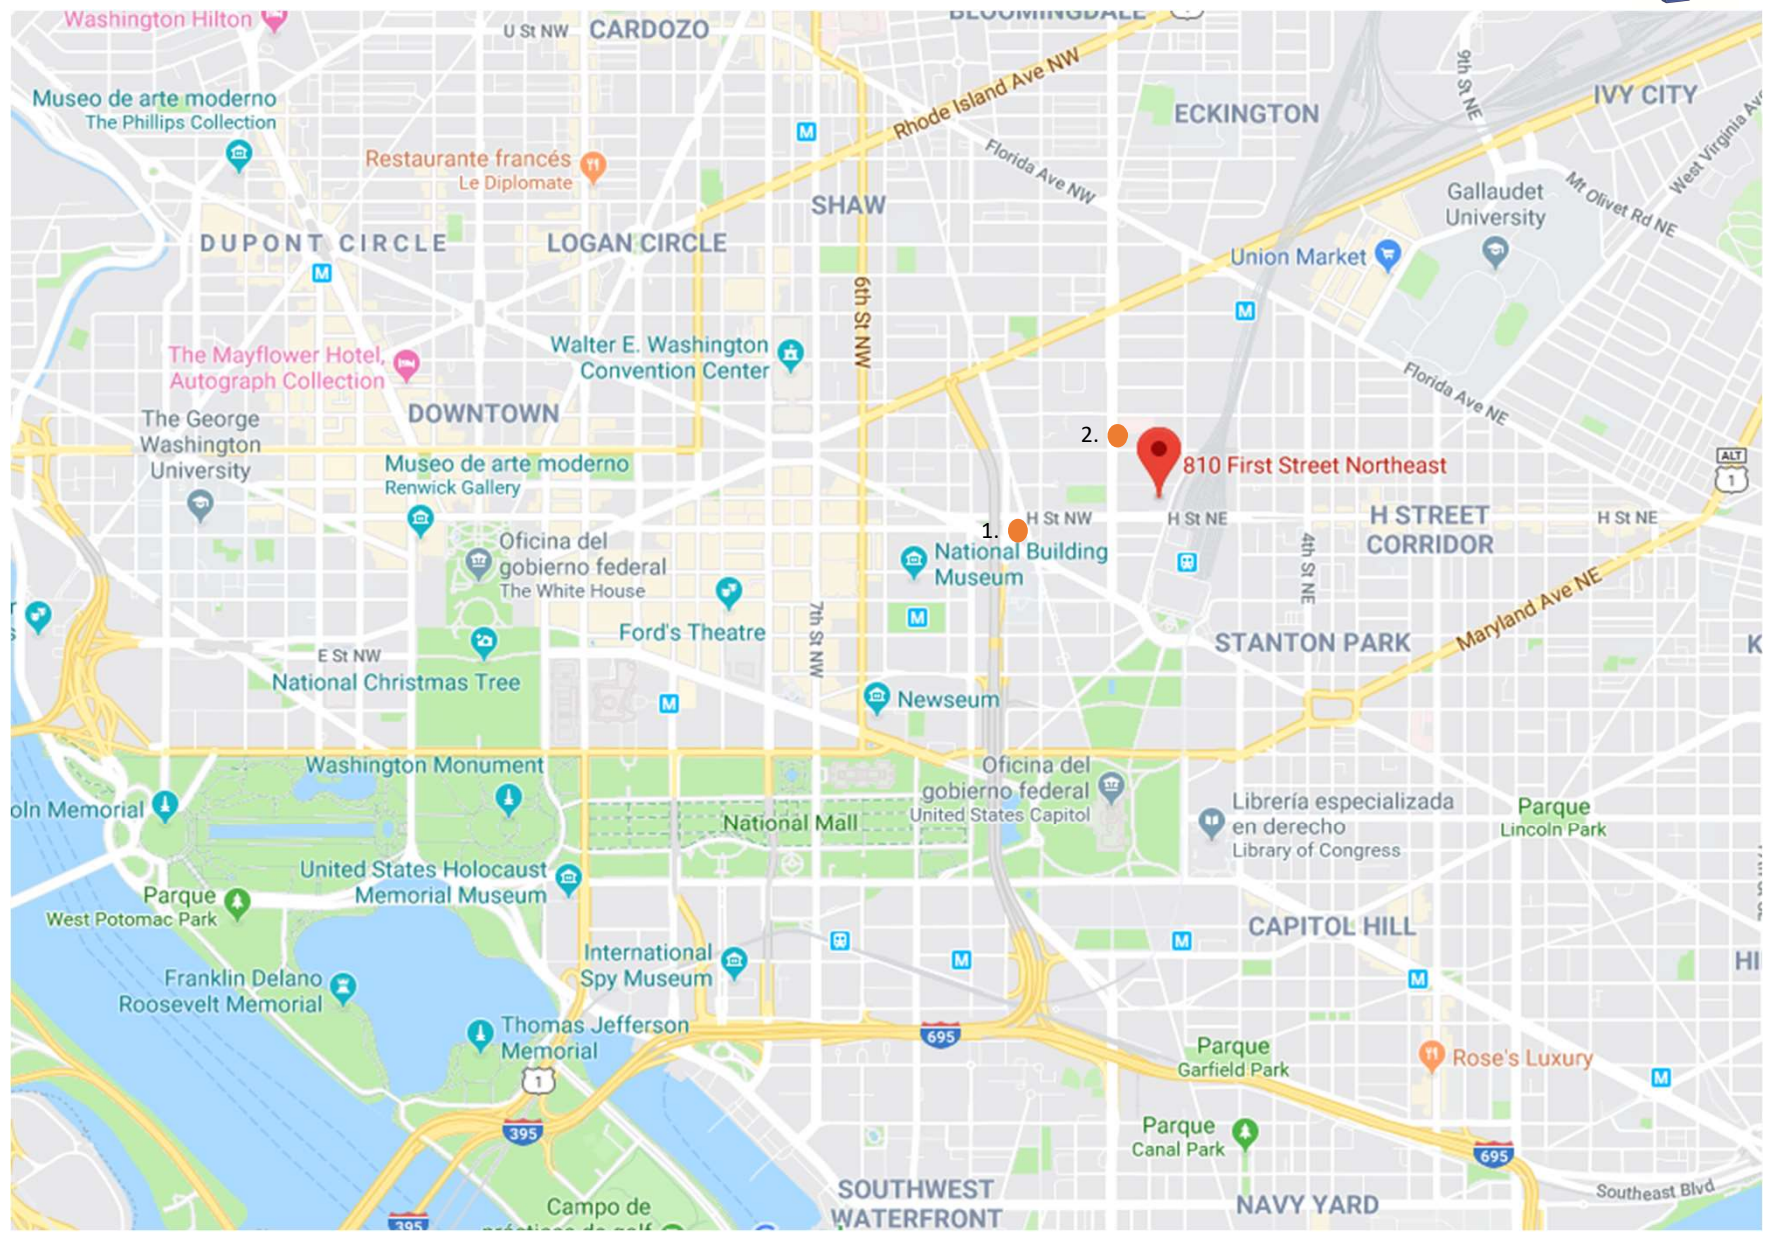 Washington Hilton
U St NW
CARDOZO
BLOOMINGDALE
Museo de arte moderno
The Phillips Collection
Restaurante francés
Le Diplomate
Rhode Island Ave NW
Florida Ave NW
ECKINGTON
9th St NE
IVY CITY
West Virginia Ave
Mt Olivet Rd NE
Gallaudet
University
Union Market
DUPONT CIRCLE
LOGAN CIRCLE
SHAW
6th St NW
M
M
M
The Mayflower Hotel,
Autograph Collection
Walter E. Washington
Convention Center
DOWNTOWN
Florida Ave NE
The George
Washington
University
Museo de arte moderno
Renwick Gallery
2.
810 First Street Northeast
ALT
1
1.
H St NW
H St NE
H STREET
CORRIDOR
H St NE
Oficina del
gobierno federal
The White House
National Building
Museum
4th St NE
Maryland Ave NE
Ford's Theatre
7th St NW
M
STANTON PARK
K
E St NW
National Christmas Tree
M
Newseum
Washington Monument
Oficina del
gobierno federal
United States Capitol
oln Memorial
National Mall
Librería especializada
en derecho
Library of Congress
Parque
Lincoln Park
United States Holocaust
Memorial Museum
Parque
West Potomac Park
CAPITOL HILL
International
Spy Museum
M
M
M
HI
Franklin Delano
Roosevelt Memorial
Thomas Jefferson
Memorial
1
695
Parque
Garfield Park
Rose's Luxury
M
395
Parque
Canal Park
695
SOUTHWEST
WATERFRONT
NAVY YARD
Southeast Blvd
Campo de
395